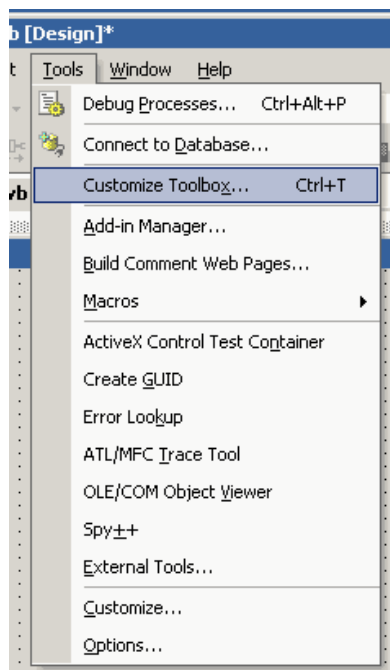 b [Design]*
t Tools Window Help
Debug Processes... Ctrl+Alt+P
Connect to Database...
vb
Customize Toolbox... Ctrl+T
Add-in Manager...
Build Comment Web Pages...
Macros
ActiveX Control Test Container
Create GUID
Error Lookup
ATL/MFC Trace Tool
OLE/COM Object Viewer
Spy++
External Tools...
Customize...
Options...